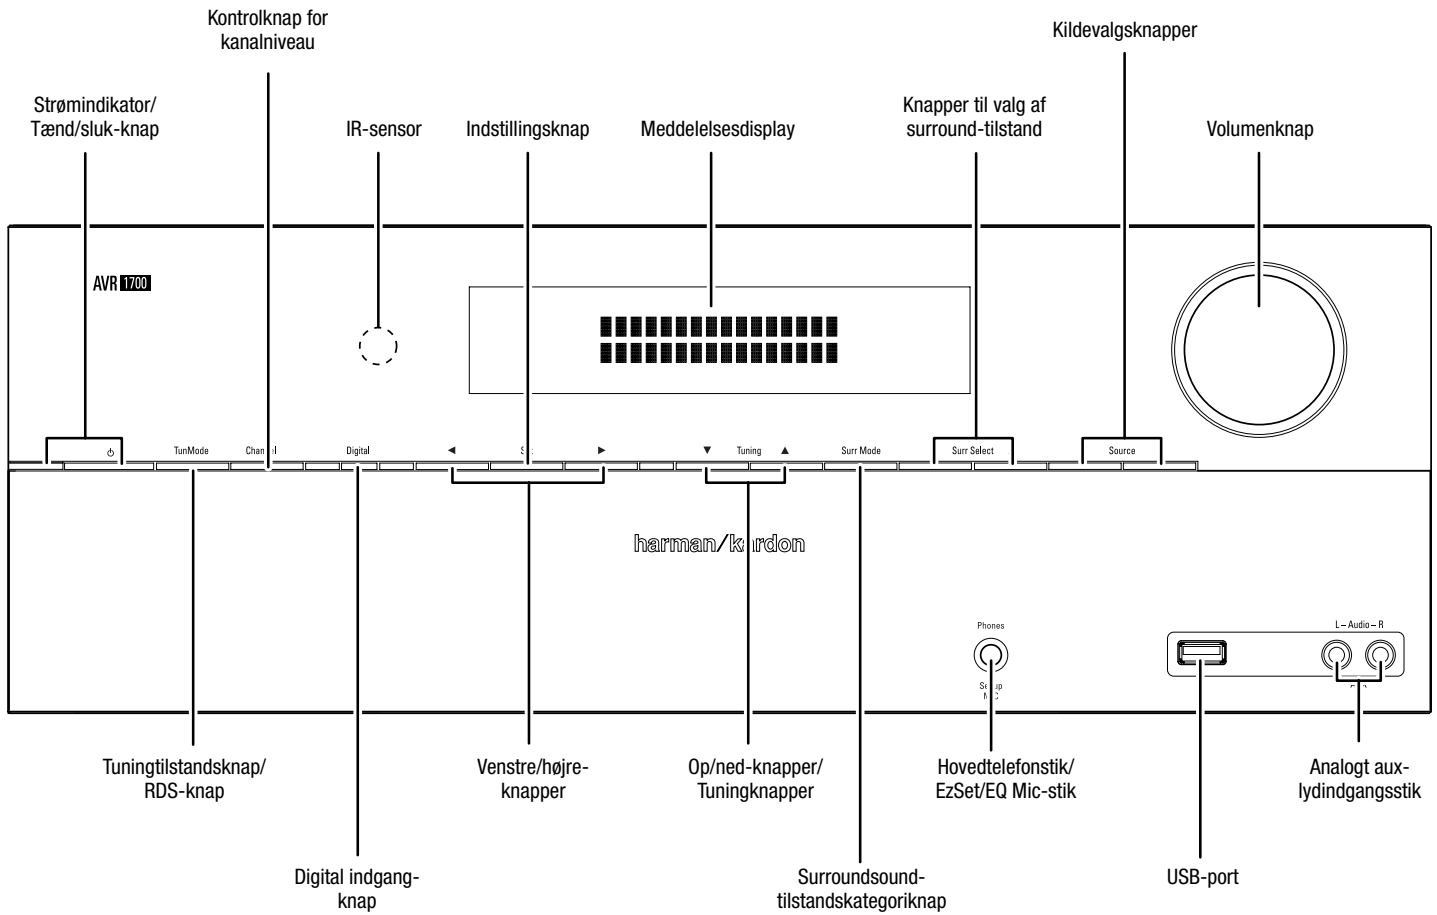 Kontrolknap for
kanalniveau
Kildevalgsknapper
Strømindikator/
Tænd/sluk-knap
IR-sensor
Indstillingsknap
Meddelelsesdisplay
Knapper til valg af
surround-tilstand
Volumenknap
AVR 1700
TunMode
Digital
Tuning
Surr Mode
Surr Select
Source
harman/kardon
Phones
L – Audio – R
Tuningtilstandsknap/
RDS-knap
Venstre/højre-
knapper
Op/ned-knapper/
Tuningknapper
Hovedtelefonstik/
EzSet/EQ Mic-stik
Analogt aux-
lydindgangsstik
Digital indgang-
knap
Surroundsound-
tilstandskategoriknap
USB-port